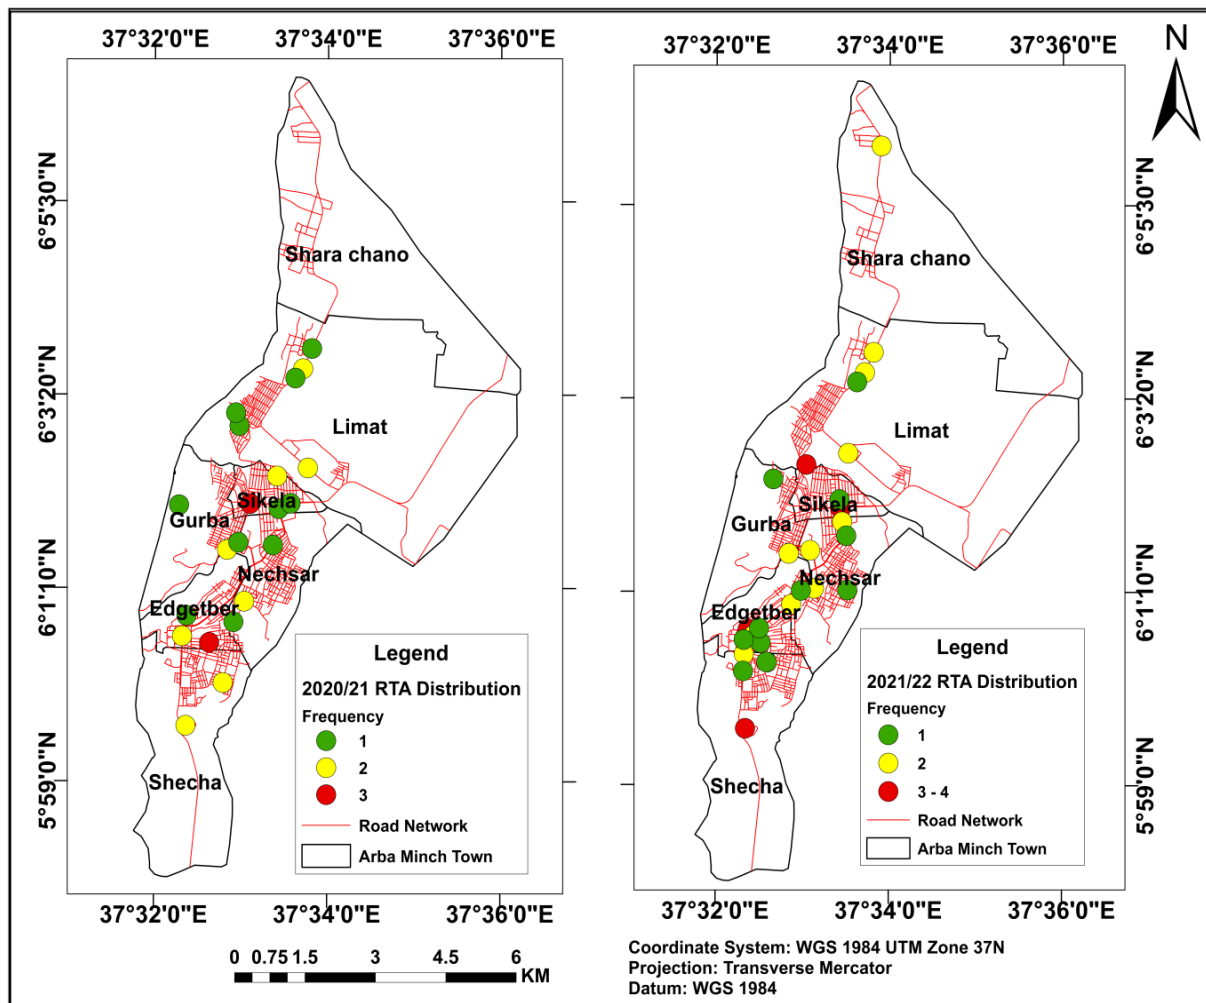 37°32'0"E 37°34'0"E 37°36'0"E
37°32'0"E 37°34'0"E 37°36'0"E
N
6°5'30"N
6°3'20"N
6°1'10"N
5°59'0"N
Shara chano
Limat
Sikela
Gurba
Nechsar
Edgetber
Shecha
Legend
2020/21 RTA Distribution
Frequency
1
2
3
Road Network
Arba Minch Town
37°32'0"E 37°34'0"E 37°36'0"E
0 0.75 1.5 3 4.5 6
KM
Shara chano
Limat
Sikela
Gurba
Nechsar
Edgetber
Shecha
Legend
2021/22 RTA Distribution
Frequency
1
2
3 - 4
Road Network
Arba Minch Town
6°5'30"N
6°3'20"N
6°1'10"N
5°59'0"N
37°32'0"E 37°34'0"E 37°36'0"E
Coordinate System: WGS 1984 UTM Zone 37N
Projection: Transverse Mercator
Datum: WGS 1984